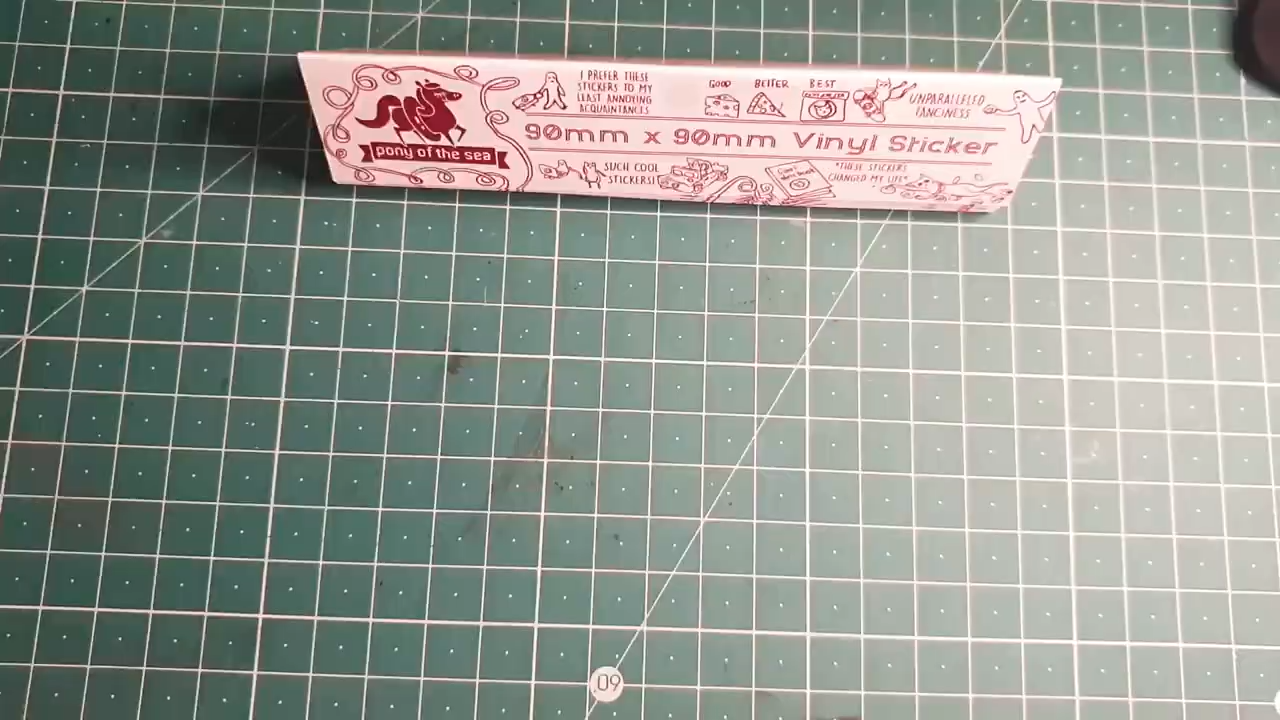 I PREFER THESE
STICKERS TO MY
LEAST ANNOYING
ACQUAINTANCES
GOOD
BETTER
BEST
UNPARALLELED
FANCINESS
90mm x 90mm Vinyl Sticker
pony of the sea
SUCH COOL
STICKERS!
"THESE STICKERS
CHANGED MY LIFE"
60°